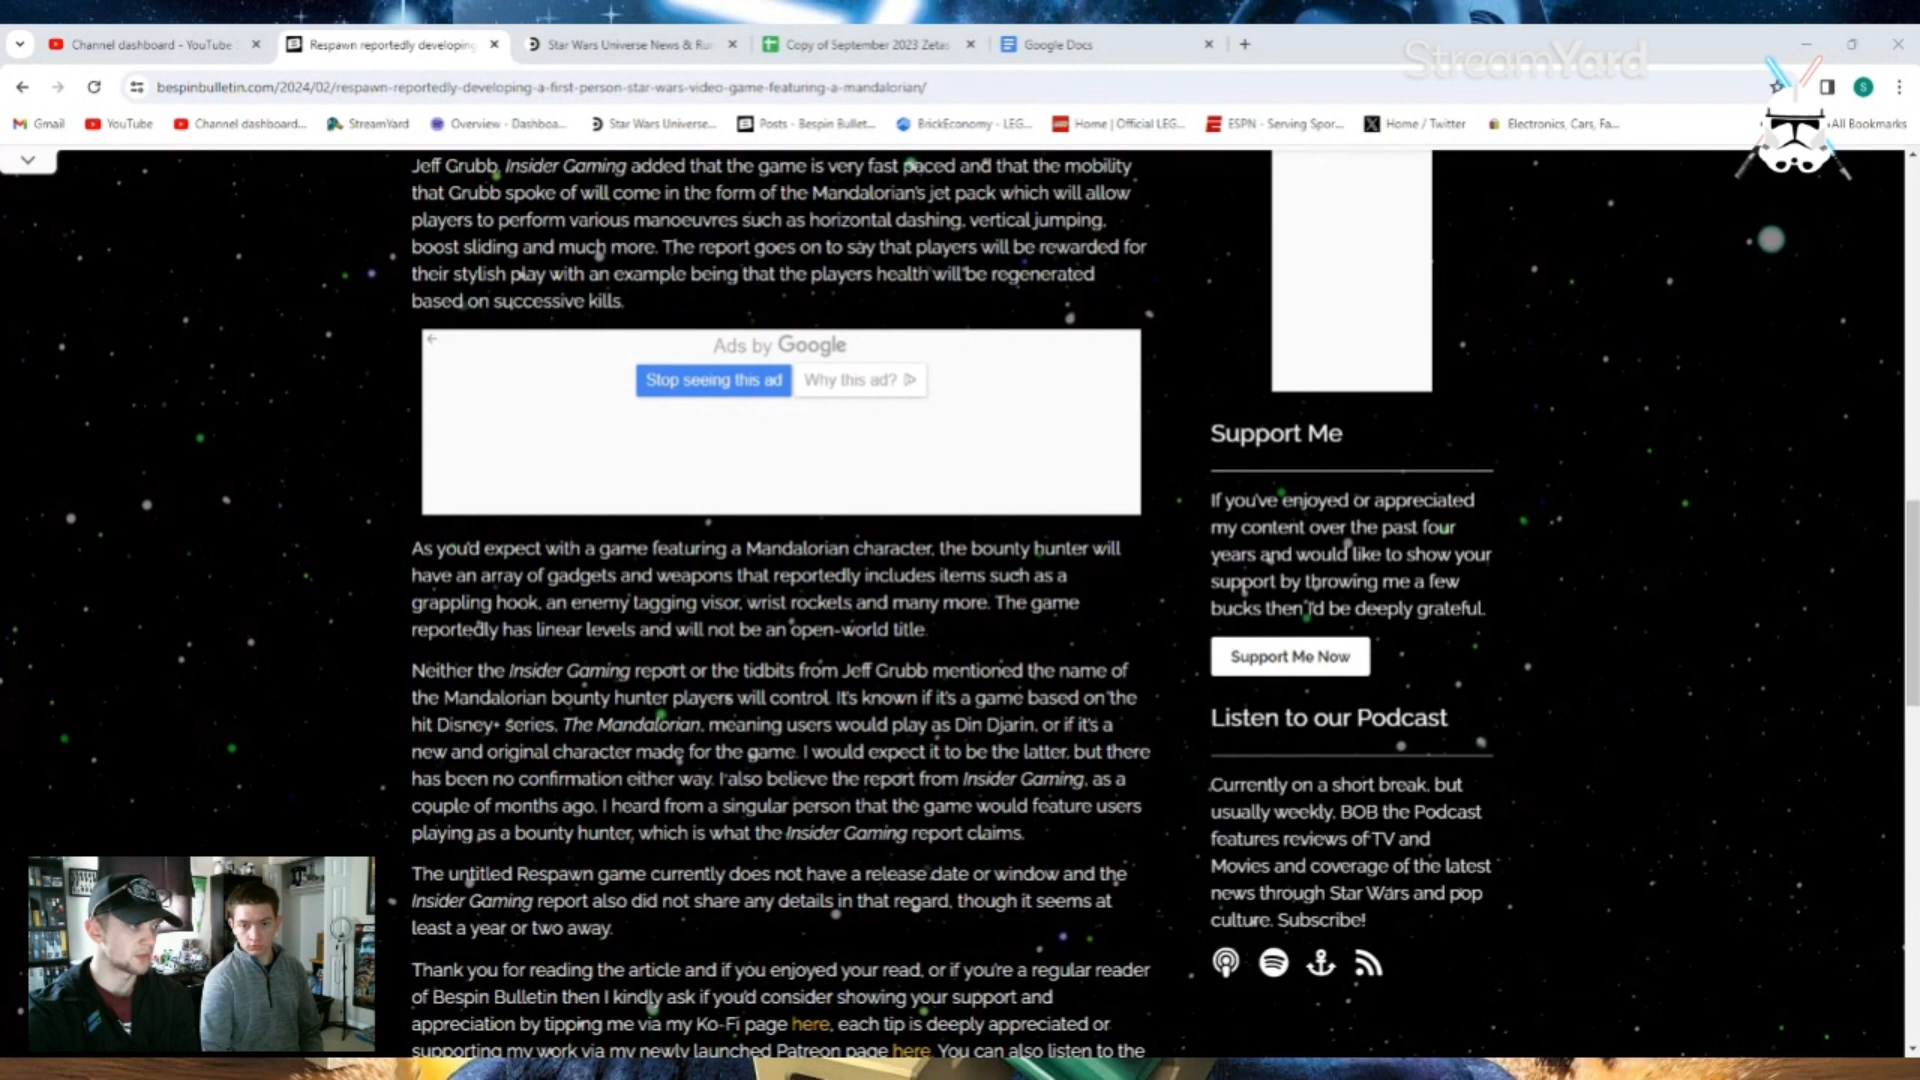 Channel dashboard - YouTube
Respawn reportedly developing
Star Wars Universe News & Ru
Copy of September 2023 Zetas
Google Docs
StreamYard
bespinbulletin.com/2024/02/respawn-reportedly-developing-a-first-person-star-wars-video-game-featuring-a-mandalorian/
S
Gmail
YouTube
Channel dashboard...
StreamYard
Overview - Dashboa...
Star Wars Universe...
Posts - Bespin Bullet...
BrickEconomy - LEG...
Home | Official LEG...
ESPN - Serving Spor...
Home / Twitter
Electronics, Cars, Fa...
All Bookmarks
Jeff Grubb, Insider Gaming added that the game is very fast paced and that the mobility
that Grubb spoke of will come in the form of the Mandalorian's jet pack which will allow
players to perform various manoeuvres such as horizontal dashing, vertical jumping,
boost sliding and much more. The report goes on to say that players will be rewarded for
their stylish play with an example being that the players health will be regenerated
based on successive kills.
Ads by Google
Stop seeing this ad
Why this ad?
As you'd expect with a game featuring a Mandalorian character, the bounty hunter will
have an array of gadgets and weapons that reportedly includes items such as a
grappling hook, an enemy tagging visor, wrist rockets and many more. The game
reportedly has linear levels and will not be an open-world title.
Neither the Insider Gaming report or the tidbits from Jeff Grubb mentioned the name of
the Mandalorian bounty hunter players will control. It's known if it's a game based on the
hit Disney+ series, The Mandalorian, meaning users would play as Din Djarin, or if it's a
new and original character made for the game. I would expect it to be the latter, but there
has been no confirmation either way. I also believe the report from Insider Gaming, as a
couple of months ago, I heard from a singular person that the game would feature users
playing as a bounty hunter, which is what the Insider Gaming report claims.
The untitled Respawn game currently does not have a release date or window and the
Insider Gaming report also did not share any details in that regard, though it seems at
least a year or two away.
Thank you for reading the article and if you enjoyed your read, or if you're a regular reader
of Bespin Bulletin then I kindly ask if you'd consider showing your support and
appreciation by tipping me via my Ko-Fi page here, each tip is deeply appreciated or
supporting my work via my newly launched Patreon page here. You can also listen to the
Support Me
If you've enjoyed or appreciated
my content over the past four
years and would like to show your
support by throwing me a few
bucks then I'd be deeply grateful.
Support Me Now
Listen to our Podcast
Currently on a short break, but
usually weekly, BOB the Podcast
features reviews of TV and
Movies and coverage of the latest
news through Star Wars and pop
culture. Subscribe!